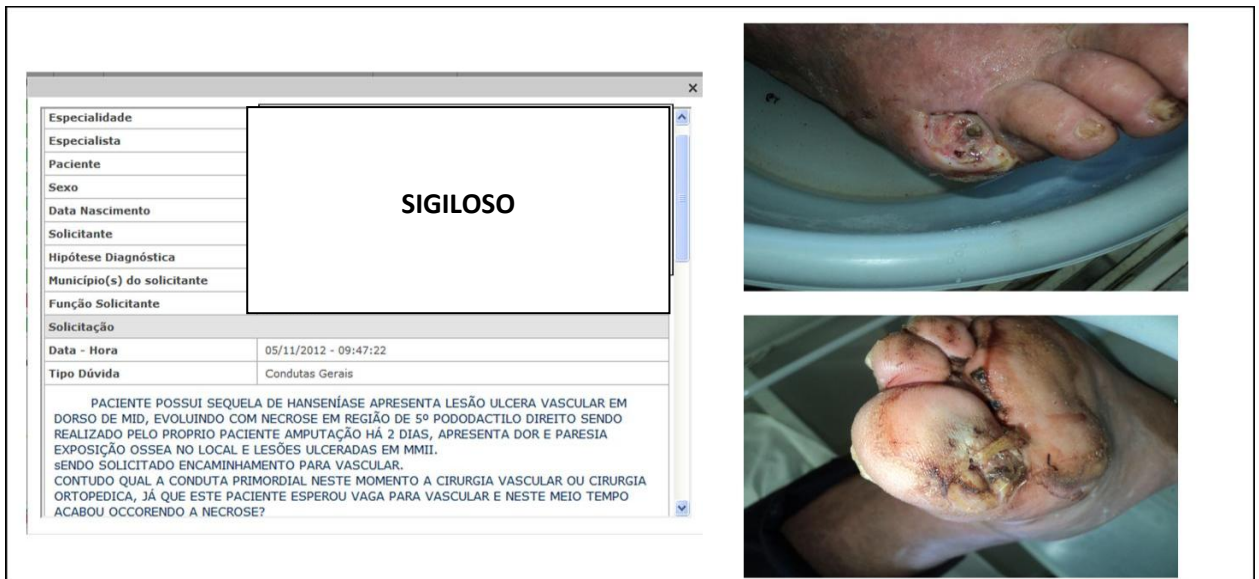 ×
Especialidade
Especialista
Paciente
Sexo
Data Nascimento
Solicitante
Hipótese Diagnóstica
Município(s) do solicitante
Função Solicitante
SIGILOSO
Solicitação
Data - Hora 05/11/2012 - 09:47:22
Tipo Dúvida Condutas Gerais
PACIENTE POSSUI SEQUELA DE HANSENÍASE APRESENTA LESÃO ULCERA VASCULAR EM
DORSO DE MID, EVOLUINDO COM NECROSE EM REGIÃO DE 5º PODODACTILO DIREITO SENDO
REALIZADO PELO PROPRIO PACIENTE AMPUTAÇÃO HÁ 2 DIAS, APRESENTA DOR E PARESIA
EXPOSIÇÃO OSSEA NO LOCAL E LESÕES ULCERADAS EM MMII.
sENDO SOLICITADO ENCAMINHAMENTO PARA VASCULAR.
CONTUDO QUAL A CONDUTA PRIMORDIAL NESTE MOMENTO A CIRURGIA VASCULAR OU CIRURGIA
ORTOPEDICA, JÁ QUE ESTE PACIENTE ESPEROU VAGA PARA VASCULAR E NESTE MEIO TEMPO
ACABOU OCCORENDO A NECROSE?